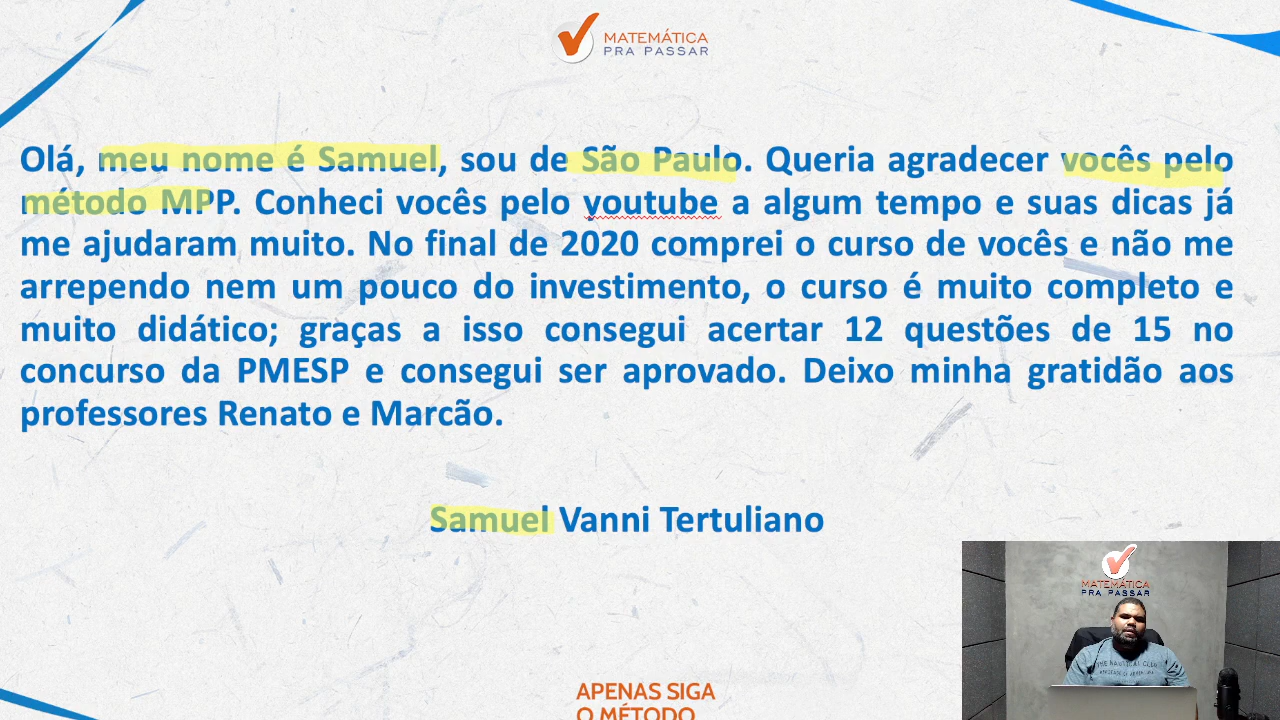 MATEMÁTICA
PRA PASSAR
Olá, meu nome é Samuel, sou de São Paulo. Queria agradecer vocês pelo
método MPP. Conheci vocês pelo youtube a algum tempo e suas dicas já
me ajudaram muito. No final de 2020 comprei o curso de vocês e não me
arrependo nem um pouco do investimento, o curso é muito completo e
muito didático; graças a isso consegui acertar 12 questões de 15 no
concurso da PMESP e consegui ser aprovado. Deixo minha gratidão aos
professores Renato e Marcão.
Samuel Vanni Tertuliano
MATEMÁTICA
PRA PASSAR
THE NAUTICAL CLUB
APENAS SIGA
O MÉTODO